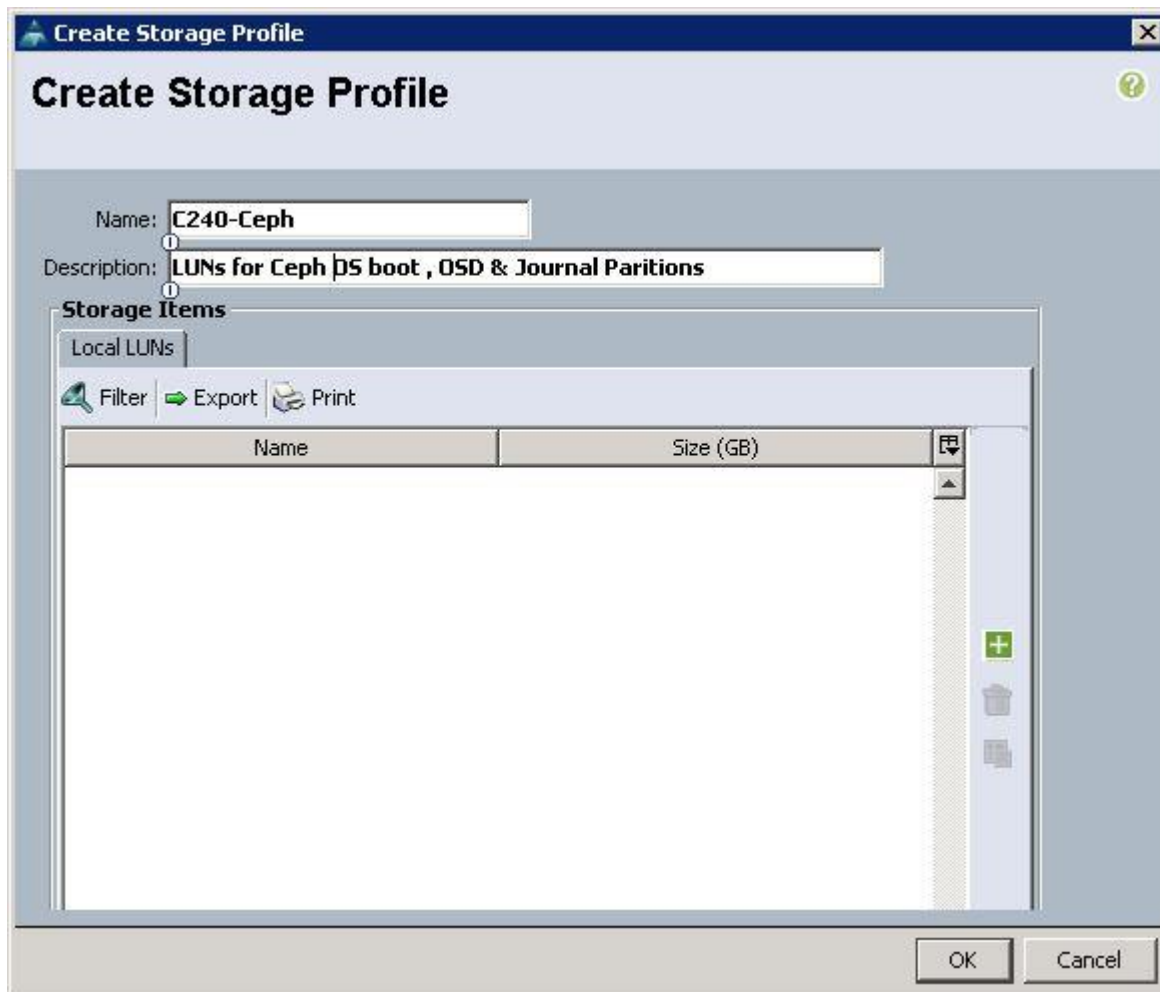 Create Storage Profile
Create Storage Profile
Name: C240-Ceph
Description: LUNs for Ceph OS boot , OSD & Journal Paritions
Storage Items
Local LUNs
Filter Export Print
Name Size (GB)
OK Cancel